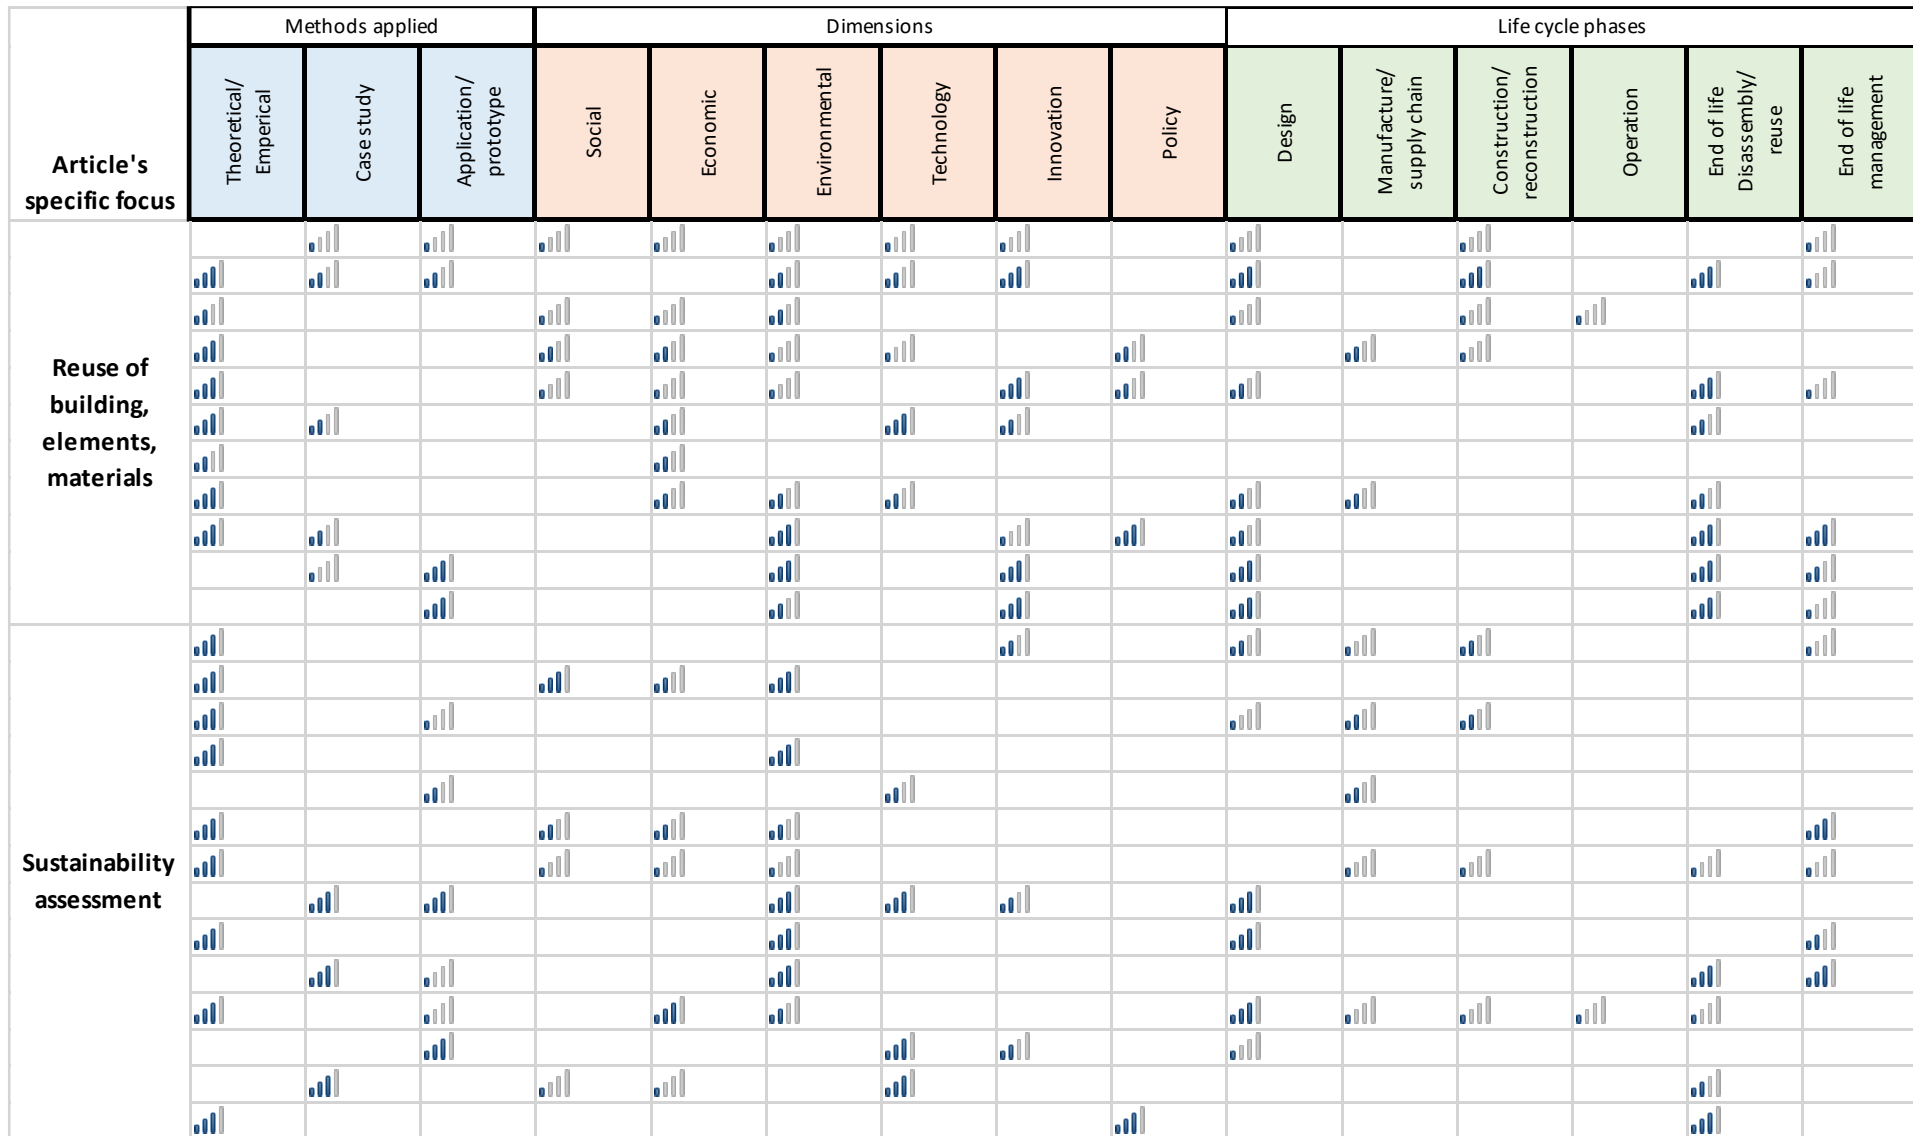 Methods applied
Dimensions
Life cycle phases
Article's
specific focus
Theoretical/
Emperical
Case study
Application/
prototype
Social
Economic
Environmental
Technology
Innovation
Policy
Design
Manufacture/
supply chain
Construction/
reconstruction
Operation
End of life
Disassembly/
reuse
End of life
management
Reuse of
building,
elements,
materials
Sustainability
assessment